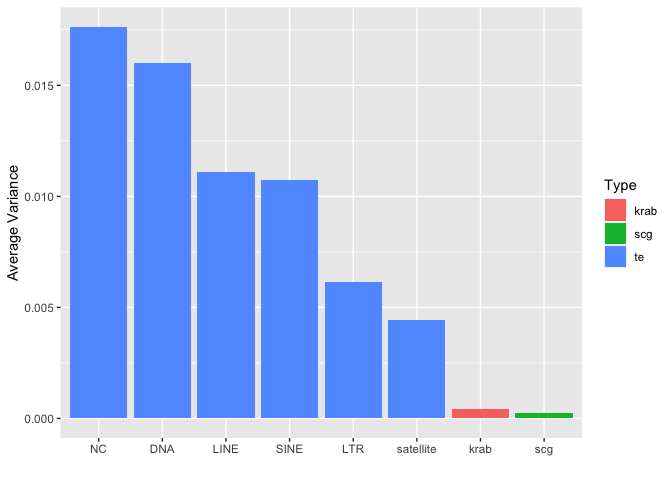 Average Variance
0.015
0.010
0.005
0.000
NC DNA LINE SINE LTR satellite krab scg
Type
krab
scg
te